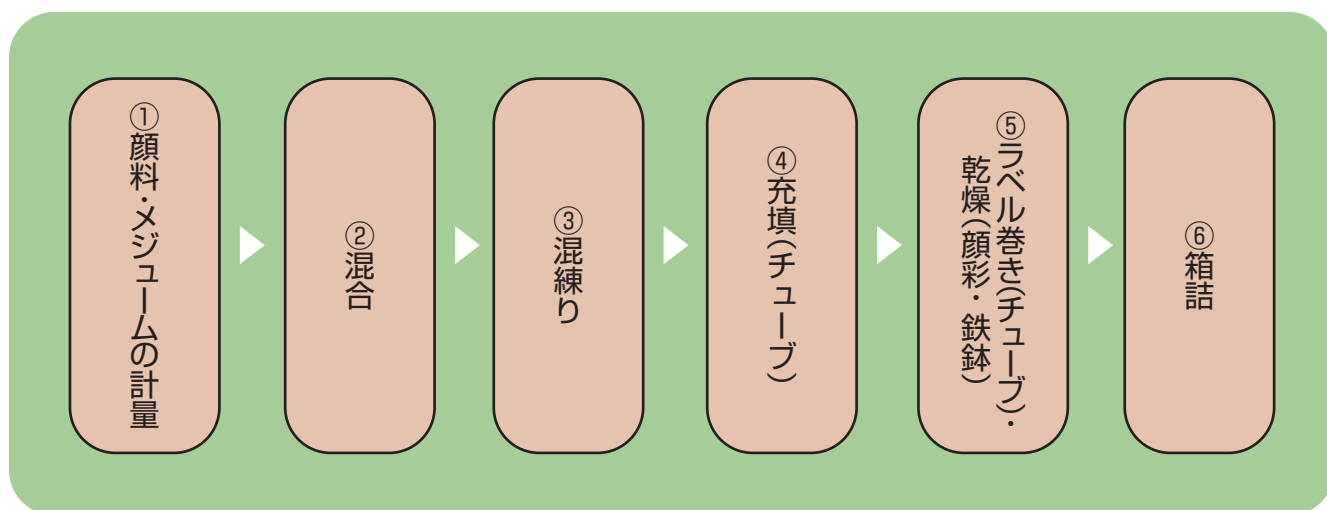 ①顔料・メジュームの計量
②混合
③混練り
④充填(チューブ)
⑤ラベル巻き(チューブ)・
乾燥(顔彩・鉄鉢)
⑥箱詰